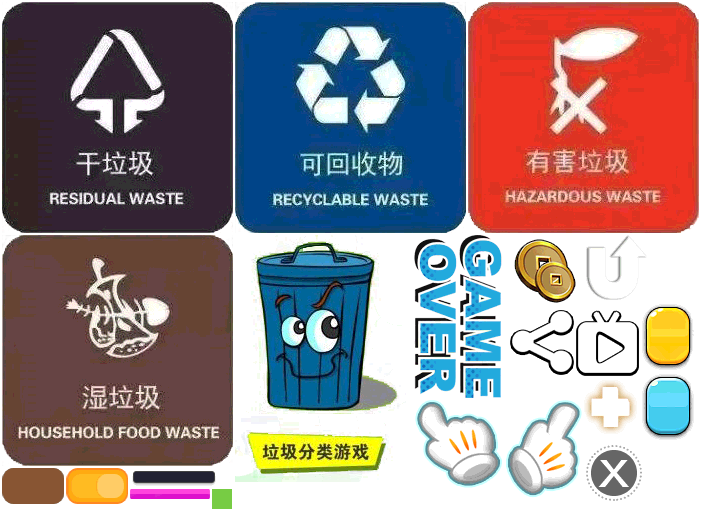 干垃圾
RESIDUAL WASTE
可回收物
RECYCLABLE WASTE
有害垃圾
HAZARDOUS WASTE
湿垃圾
HOUSEHOLD FOOD WASTE
垃圾分类游戏
GAME
OVER
X